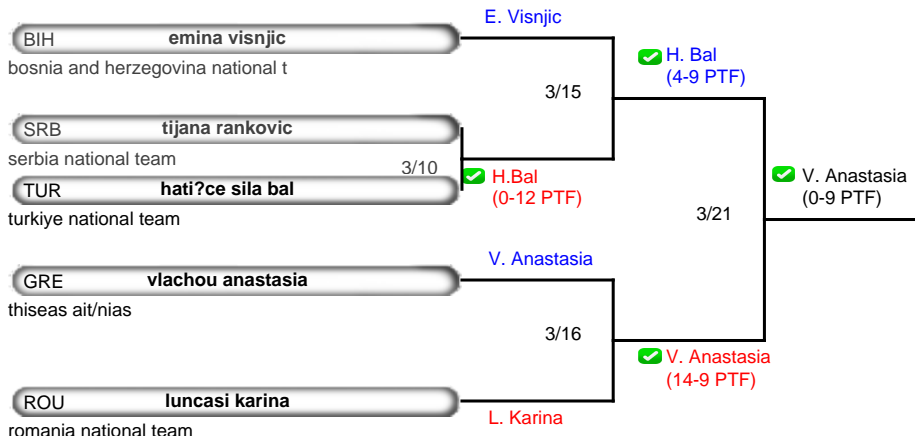 E. Visnjic
BIH emina visnjic
bosnia and herzegovina national t
H. Bal
(4-9 PTF)
3/15
SRB tijana rankovic
serbia national team
3/10
H.Bal
(0-12 PTF)
TUR hati?ce sila bal
turkiye national team
V. Anastasia
(0-9 PTF)
3/21
V. Anastasia
GRE vlachou anastasia
thiseas ait/nias
3/16
V. Anastasia
(14-9 PTF)
ROU luncasi karina
L. Karina
romania national team